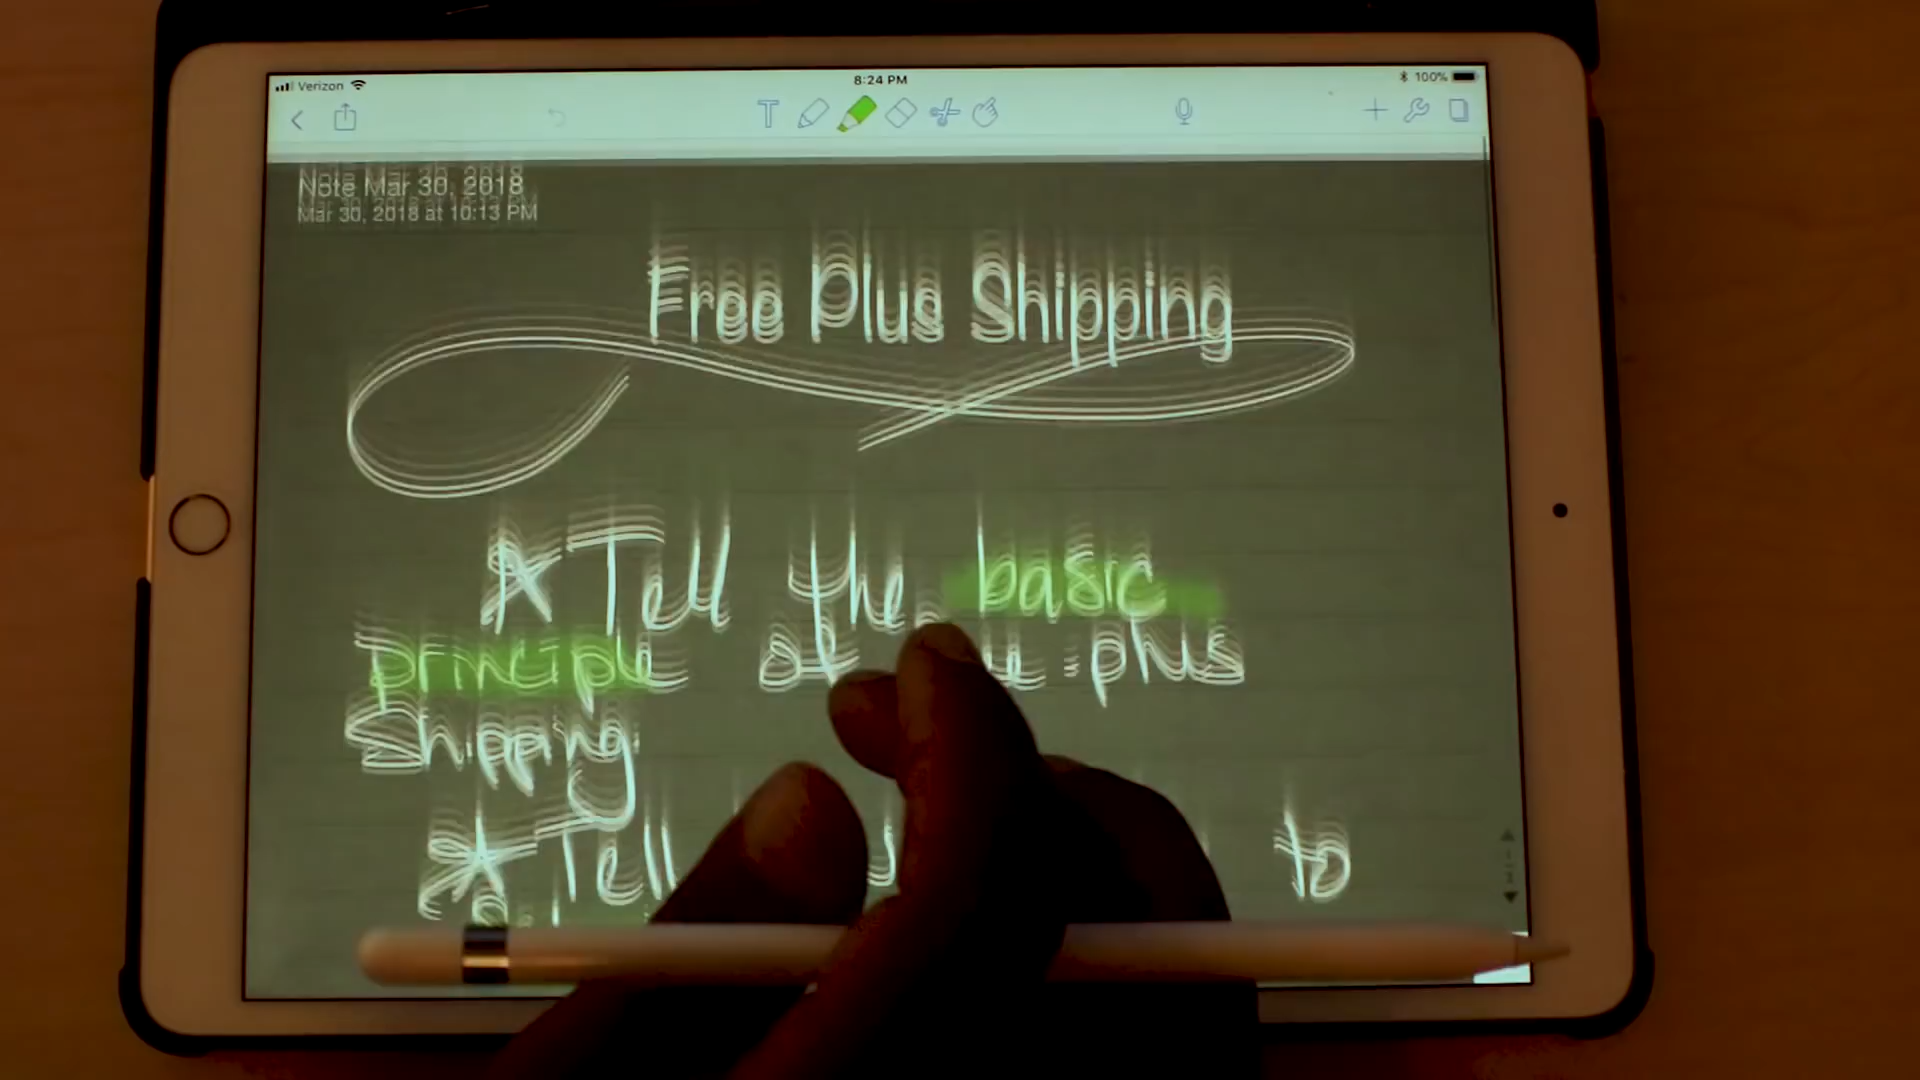 Verizon 8:24 PM 100%
T
Note Mar 30, 2018
Mar 30, 2018 at 10:13 PM
Free Plus Shipping
Tell the basic
principle of plus
Shipping
Tell to